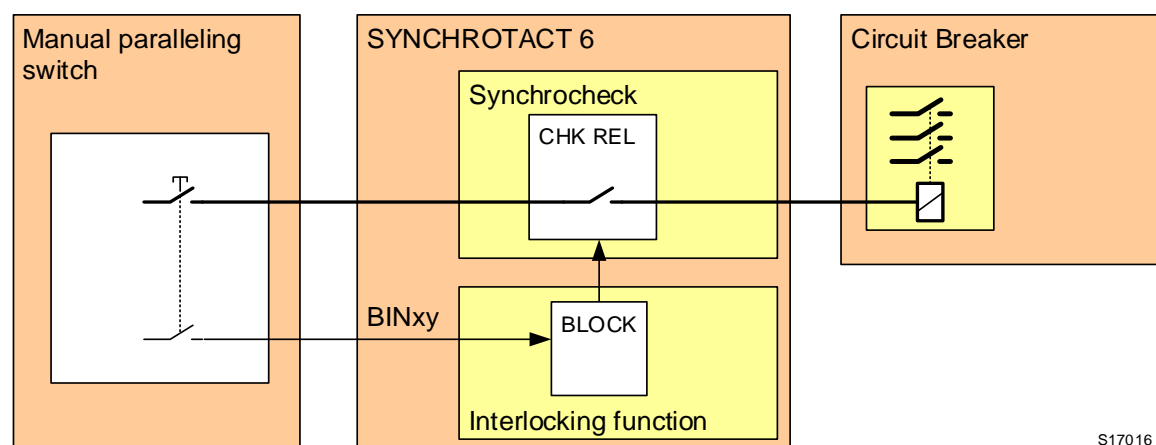 Manual paralleling
switch
SYNCHROTACT 6
Circuit Breaker
Synchrocheck
CHK REL
BINxy
BLOCK
Interlocking function
S17016